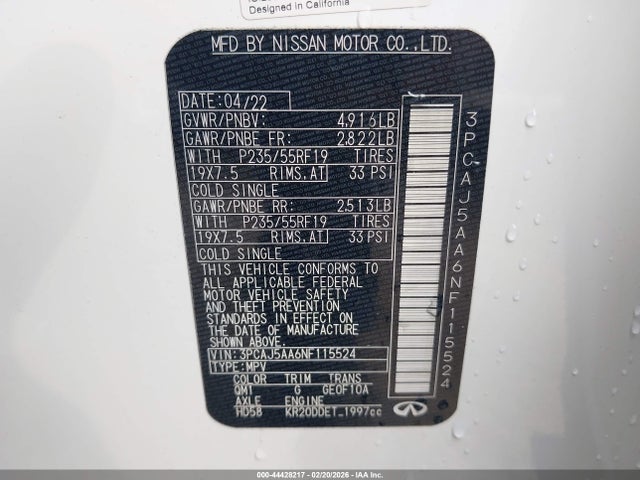 Designed in California
MFD BY NISSAN MOTOR CO.,LTD.
DATE: 04/22
GVWR/PNBV: 4,916LB
GAWR/PNBE FR: 2,822LB
WITH P235/55RF19 TIRES
19X7.5 RIMS,AT 33 PSI
COLD SINGLE
GAWR/PNBE RR: 2,513LB
WITH P235/55RF19 TIRES
19X7.5 RIMS,AT 33 PSI
COLD SINGLE
THIS VEHICLE CONFORMS TO
ALL APPLICABLE FEDERAL
MOTOR VEHICLE SAFETY
AND THEFT PREVENTION
STANDARDS IN EFFECT ON
THE DATE OF MANUFACTURE
SHOWN ABOVE.
VIN: 3PCAJ5AA6NF115524
TYPE: MPV
COLOR TRIM TRANS
QM1 G GE0F10A
AXLE ENGINE
HD58 KR20DDET_1997cc
3PCAJ5AA6NF115524
000-44428217 - 02/20/2026 - IAAI.CA